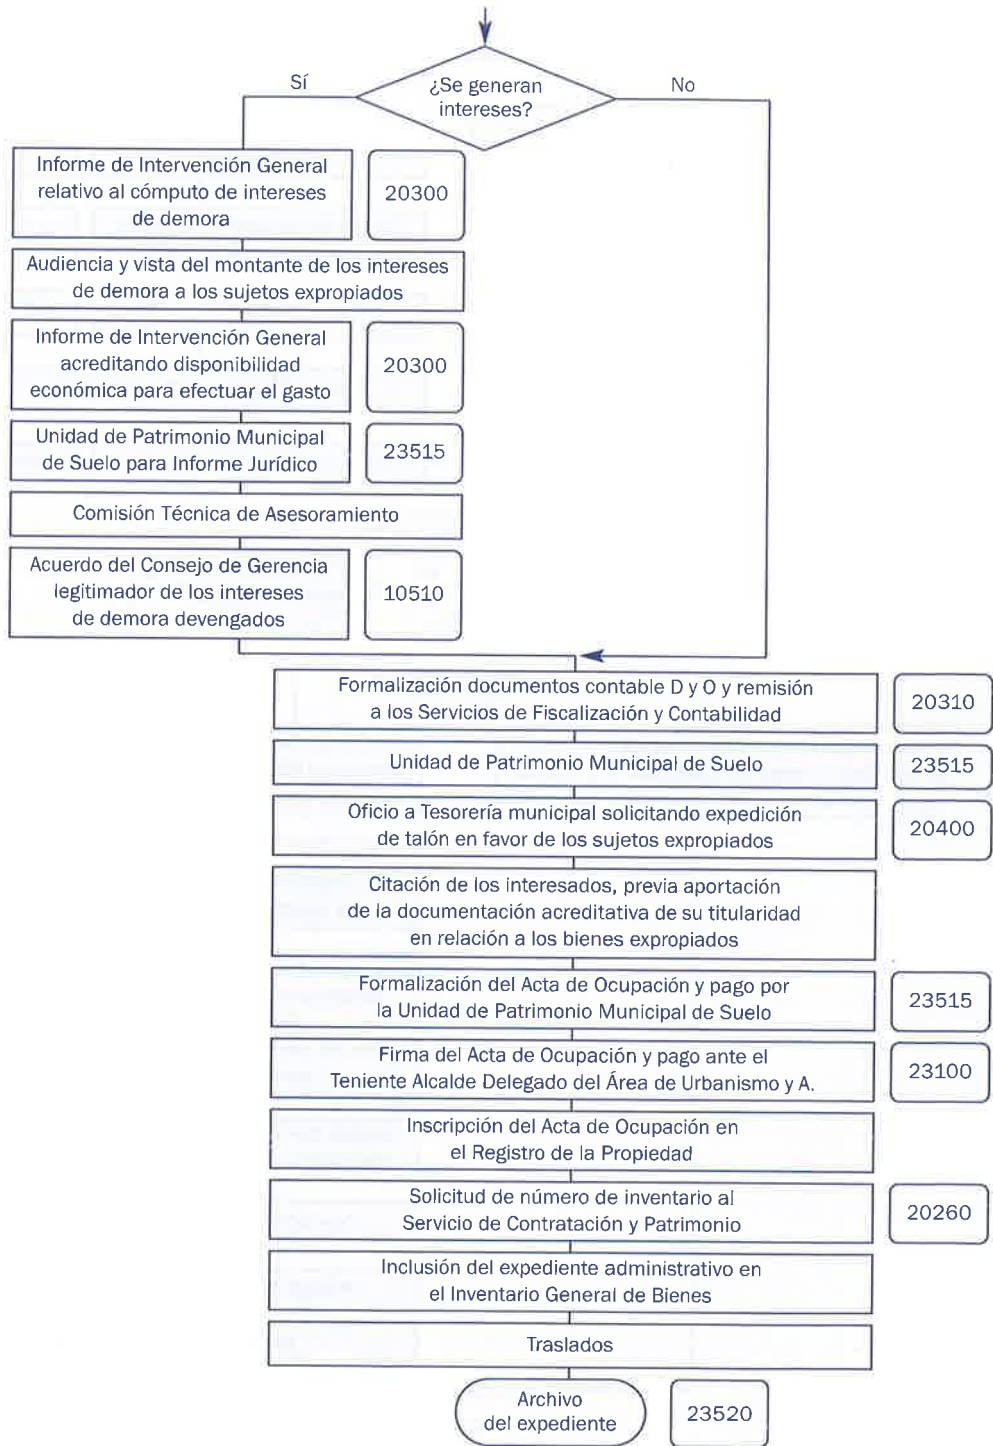 ¿Se generan
intereses?
Sí
No
Informe de Intervención General
relativo al cómputo de intereses
de demora
20300
Audiencia y vista del montante de los intereses
de demora a los sujetos expropiados
Informe de Intervención General
acreditando disponibilidad
económica para efectuar el gasto
20300
Unidad de Patrimonio Municipal
de Suelo para Informe Jurídico
23515
Comisión Técnica de Asesoramiento
Acuerdo del Consejo de Gerencia
legitimador de los intereses
de demora devengados
10510
Formalización documentos contable D y O y remisión
a los Servicios de Fiscalización y Contabilidad
20310
Unidad de Patrimonio Municipal de Suelo
23515
Oficio a Tesorería municipal solicitando expedición
de talón en favor de los sujetos expropiados
20400
Citación de los interesados, previa aportación
de la documentación acreditativa de su titularidad
en relación a los bienes expropiados
Formalización del Acta de Ocupación y pago por
la Unidad de Patrimonio Municipal de Suelo
23515
Firma del Acta de Ocupación y pago ante el
Teniente Alcalde Delegado del Área de Urbanismo y A.
23100
Inscripción del Acta de Ocupación en
el Registro de la Propiedad
Solicitud de número de inventario al
Servicio de Contratación y Patrimonio
20260
Inclusión del expediente administrativo en
el Inventario General de Bienes
Traslados
Archivo
del expediente
23520